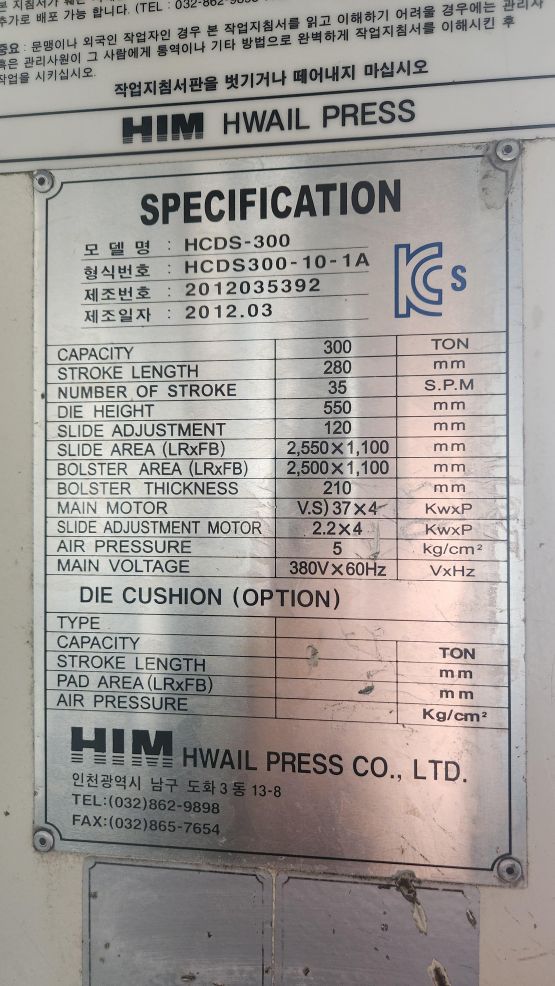 본 지침서가
추가로 배포 가능 합니다. (TEL : 032-862-9898
중요 : 문맹이나 외국인 작업자인 경우 본 작업지침서를 읽고 이해하기 어려울 경우에는 관리자
혹은 관리사원이 그 사람에게 통역이나 기타 방법으로 완벽하게 작업지침서를 이해시킨 후
작업을 시키십시오.
작업지침서판을 벗기거나 떼어내지 마십시오
HIM HWAIL PRESS
SPECIFICATION
모 델 명 : HCDS-300
형식번호 : HCDS300-10-1A
제조번호 : 2012035392
제조일자 : 2012.03
KCs
CAPACITY 300 TON
STROKE LENGTH 280 mm
NUMBER OF STROKE 35 S.P.M
DIE HEIGHT 550 mm
SLIDE ADJUSTMENT 120 mm
SLIDE AREA (LRxFB) 2,550×1,100 mm
BOLSTER AREA (LRxFB) 2,500×1,100 mm
BOLSTER THICKNESS 210 mm
MAIN MOTOR V.S) 37×4 KwxP
SLIDE ADJUSTMENT MOTOR 2.2×4 KwxP
AIR PRESSURE 5 kg/cm²
MAIN VOLTAGE 380V×60Hz VxHz
DIE CUSHION (OPTION)
TYPE
CAPACITY TON
STROKE LENGTH mm
PAD AREA (LRxFB) mm
AIR PRESSURE Kg/cm²
HIM HWAIL PRESS CO., LTD.
인천광역시 남구 도화 3 동 13-8
TEL:(032)862-9898
FAX:(032)865-7654